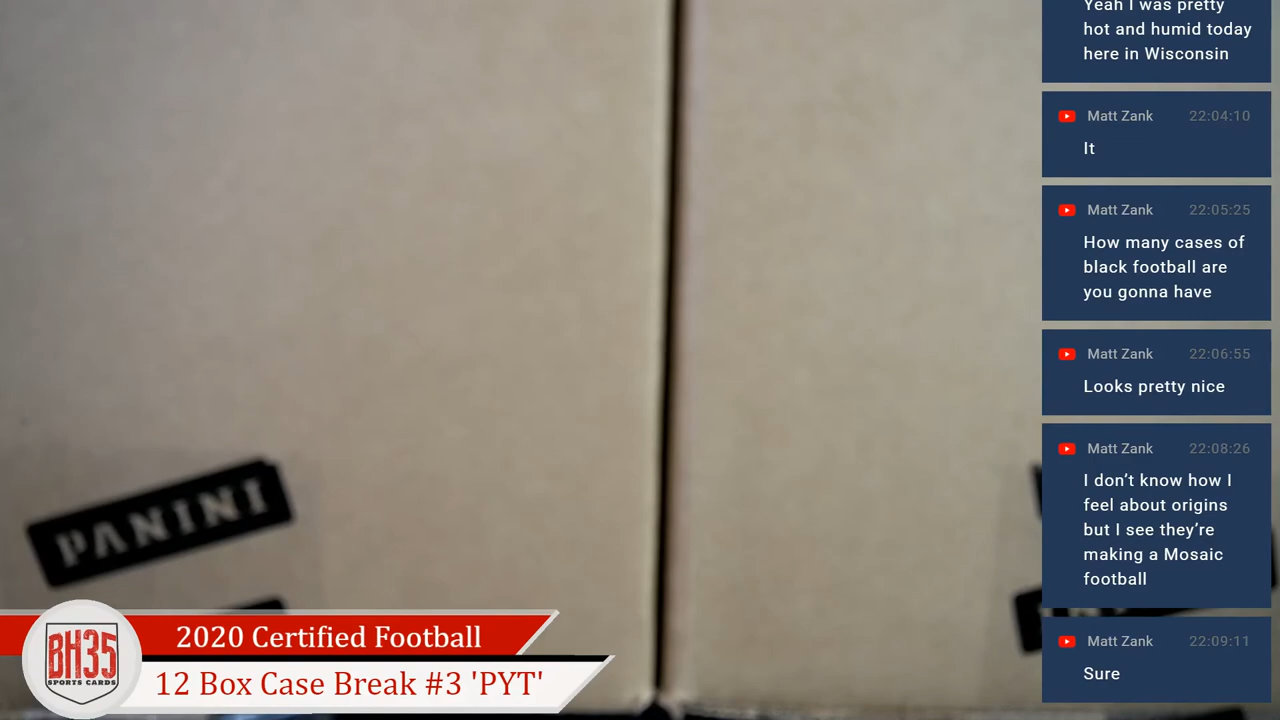 Yeah I was pretty
hot and humid today
here in Wisconsin
Matt Zank 22:04:10
It
Matt Zank 22:05:25
How many cases of
black football are
you gonna have
Matt Zank 22:06:55
Looks pretty nice
Matt Zank 22:08:26
I don’t know how I
feel about origins
but I see they’re
making a Mosaic
football
Matt Zank 22:09:11
Sure
PANINI
BH35
SPORTS CARDS
2020 Certified Football
12 Box Case Break #3 'PYT'